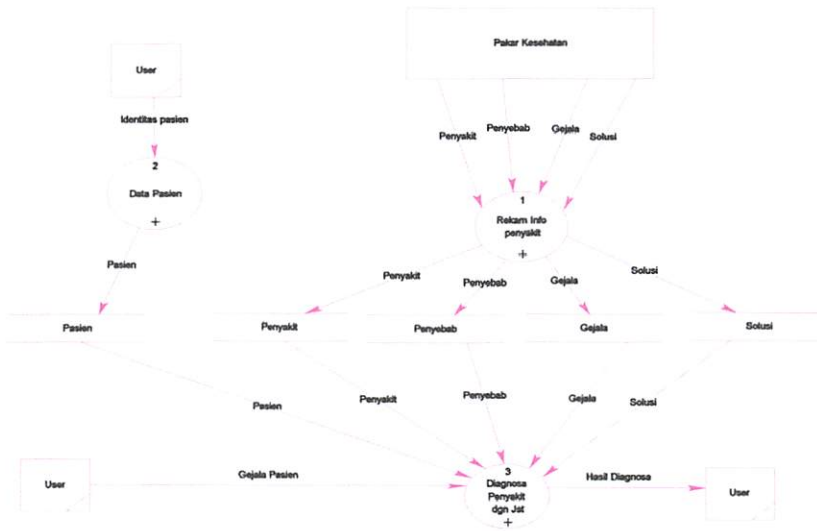 Pakar Kesehatan
User
Identitas pasien
Penyakit
Penyebab
Gejala
Solusi
2
Data Pasien
+
1
Rekam Info
penyakit
+
Pasien
Penyakit
Penyebab
Gejala
Solusi
Pasien
Penyakit
Penyebab
Gejala
Solusi
Pasien
Penyakit
Penyebab
Gejala
Solusi
User
Gejala Pasien
3
Diagnosa
Penyakit
dgn Jst
+
Hasil Diagnosa
User